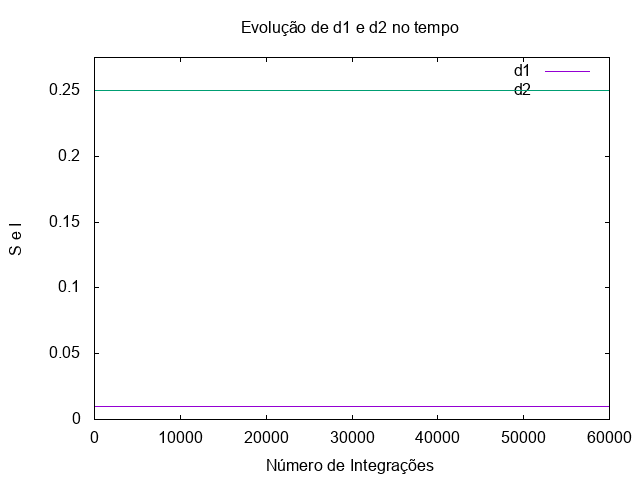 Evolução de d1 e d2 no tempo
d1
d2
0.25
0.2
0.15
0.1
0.05
0
S e I
0 10000 20000 30000 40000 50000 60000
Número de Integrações